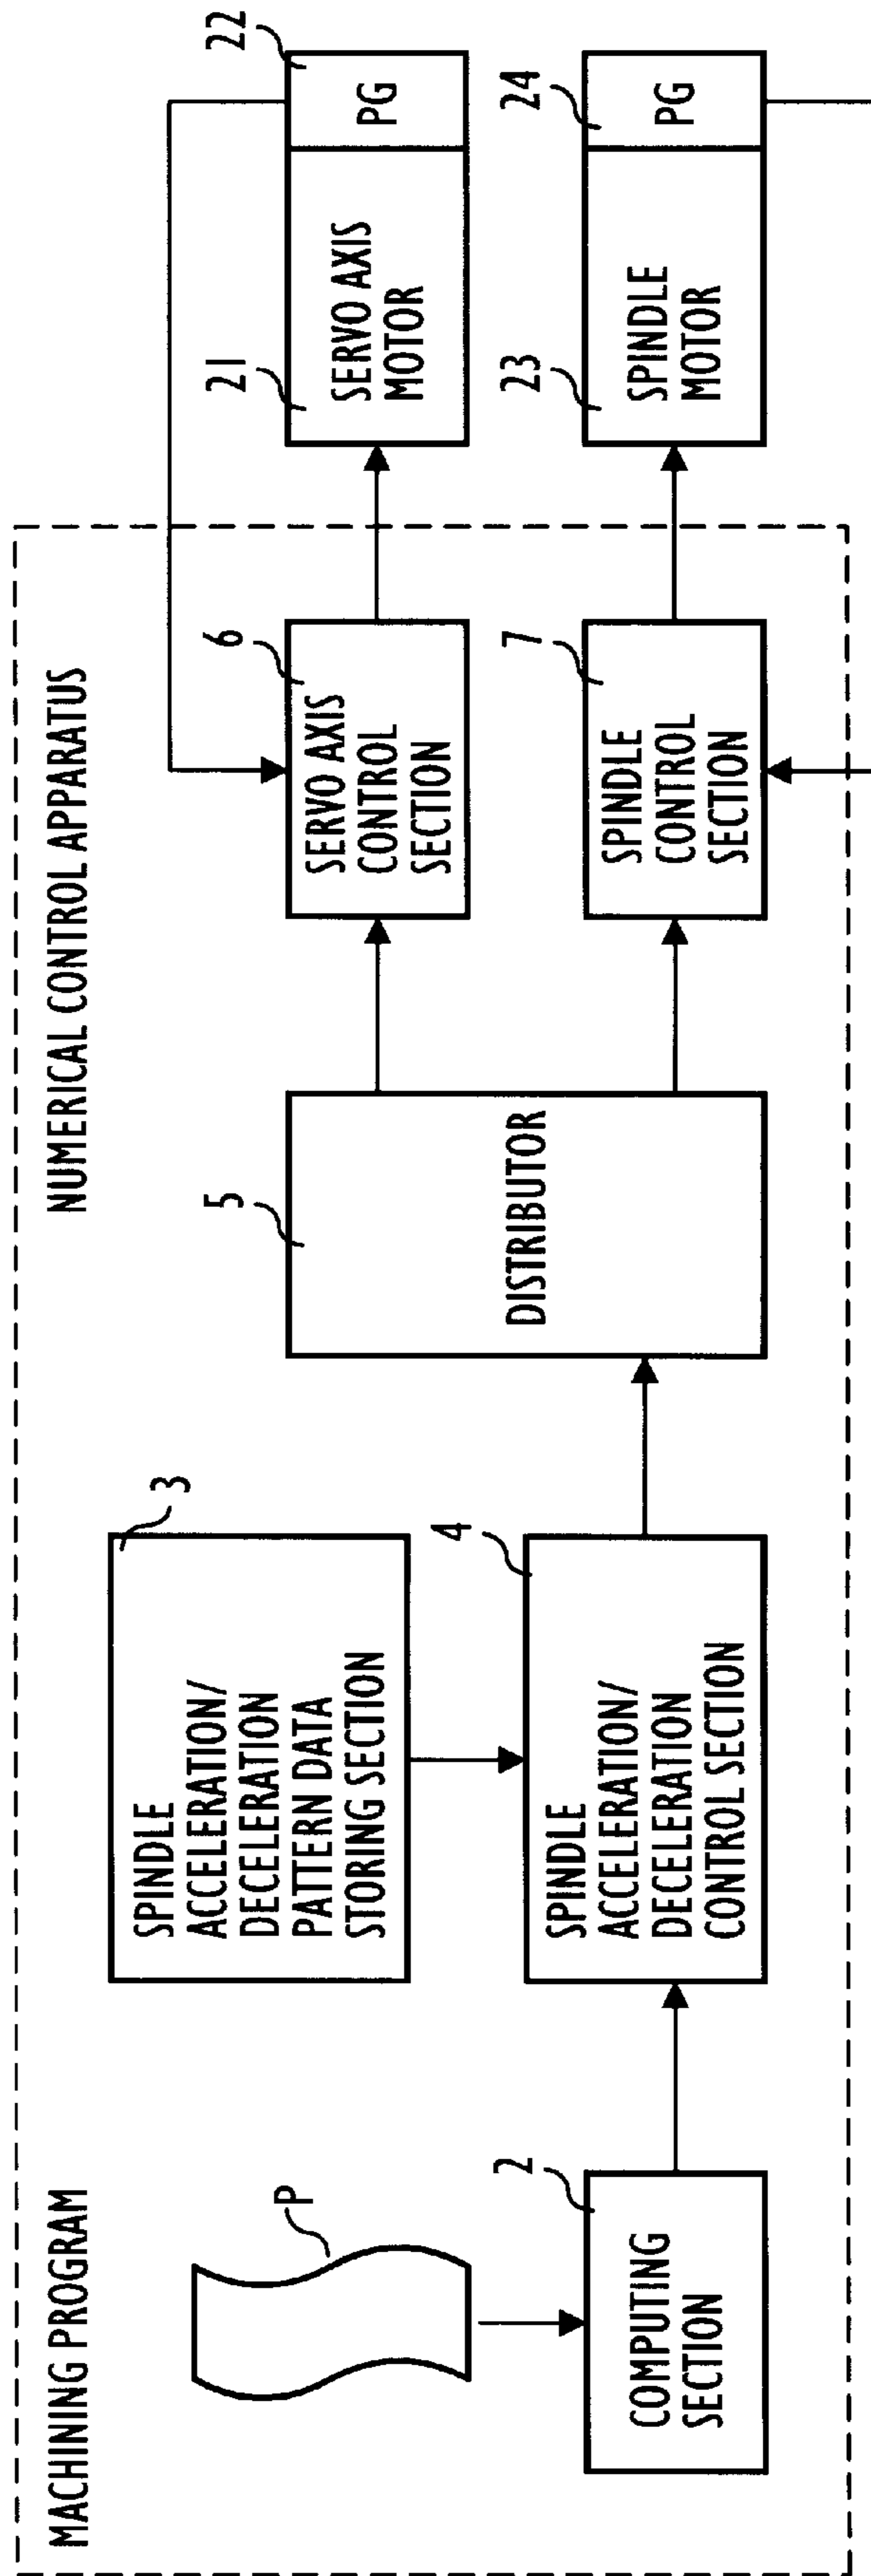 MACHINING PROGRAM
NUMERICAL CONTROL APPARATUS
P
2
COMPUTING
SECTION
3
SPINDLE
ACCELERATION/
DECELERATION
PATTERN DATA
STORING SECTION
4
SPINDLE
ACCELERATION/
DECELERATION
CONTROL SECTION
5
DISTRIBUTOR
6
SERVO AXIS
CONTROL
SECTION
7
SPINDLE
CONTROL
SECTION
21
SERVO AXIS
MOTOR
22
PG
23
SPINDLE
MOTOR
24
PG